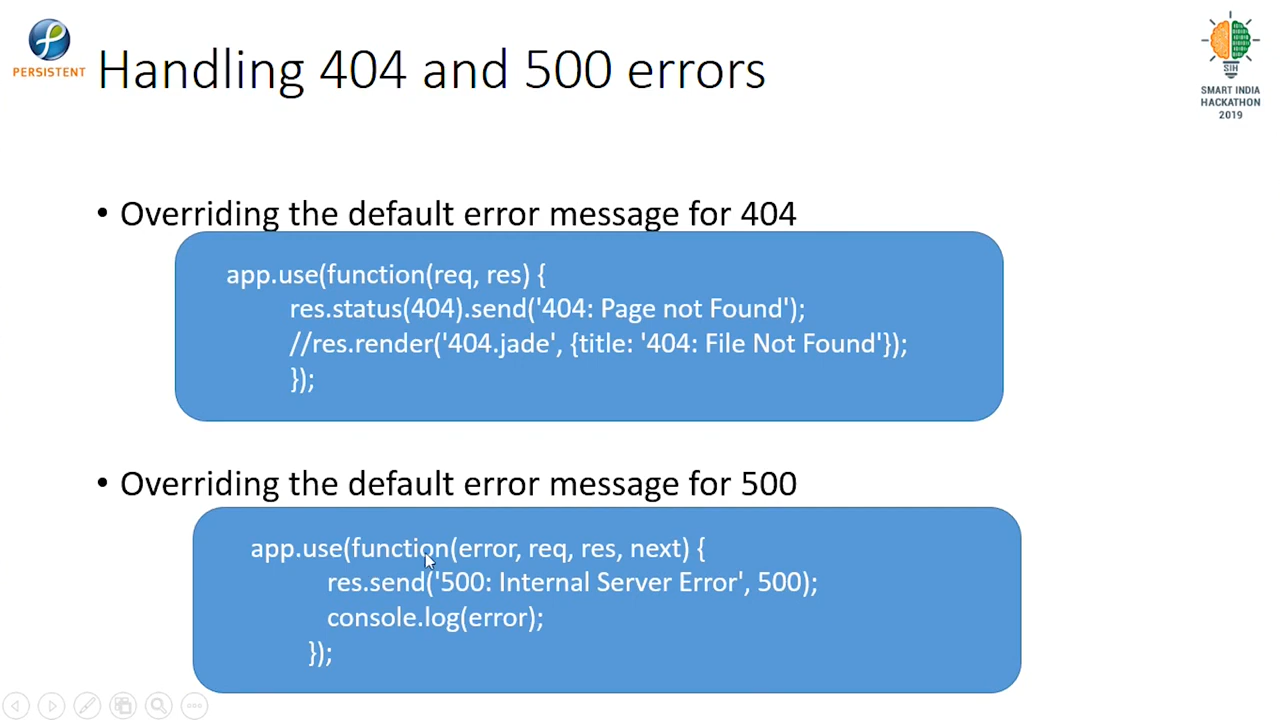 PERSISTENT
Handling 404 and 500 errors
SIH
SMART INDIA
HACKATHON
2019
• Overriding the default error message for 404
app.use(function(req, res) {
res.status(404).send('404: Page not Found');
//res.render('404.jade', {title: '404: File Not Found'});
});
• Overriding the default error message for 500
app.use(function(error, req, res, next) {
res.send('500: Internal Server Error', 500);
console.log(error);
});